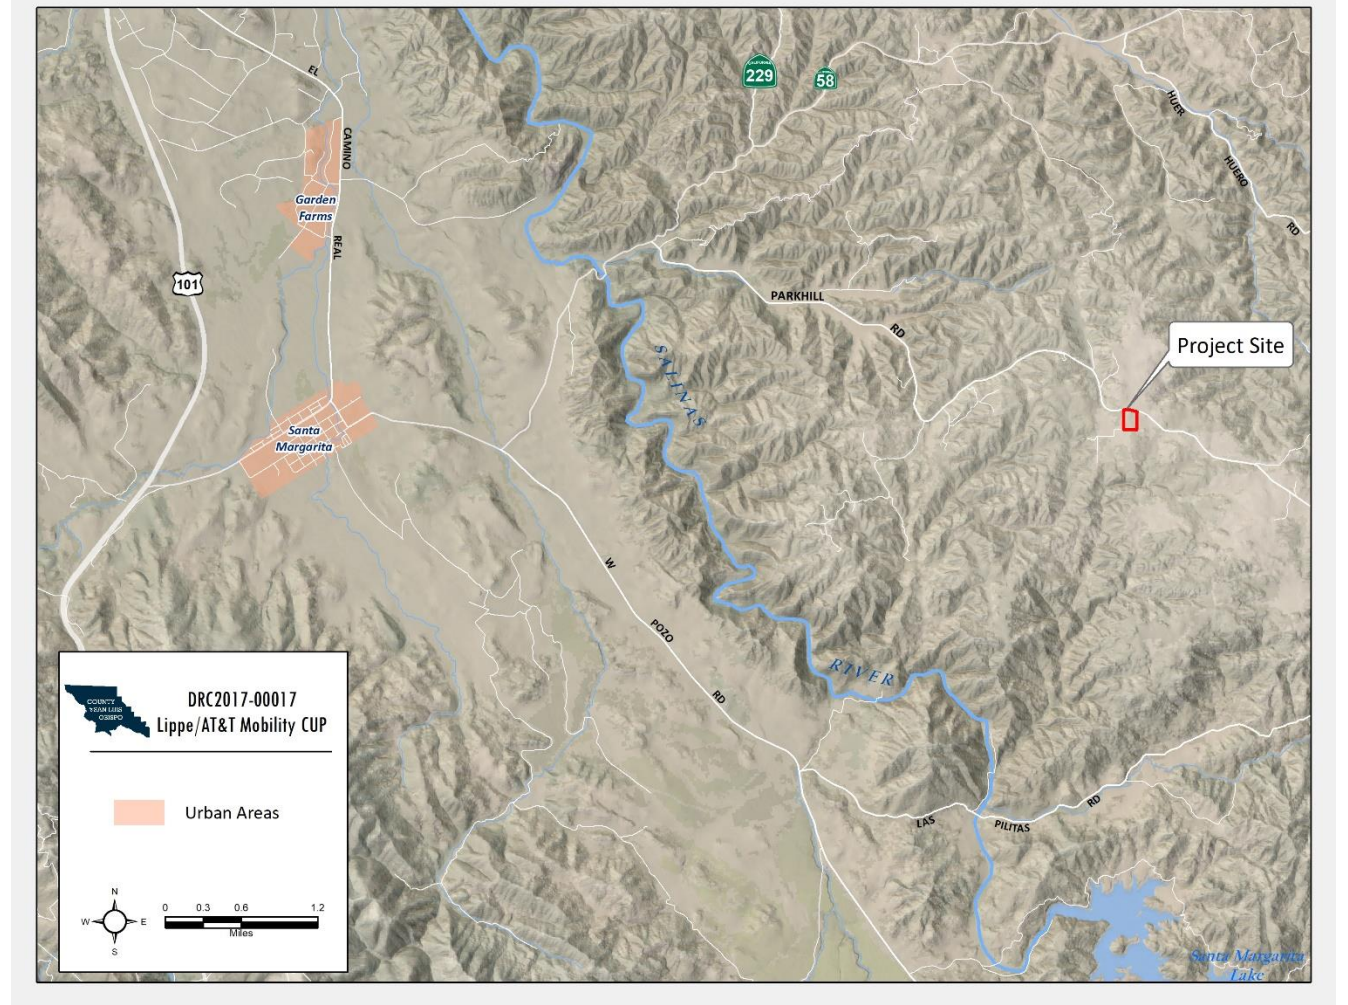 229
58
EL
CAMINO
REAL
HUER
HUERO
RD
Garden
Farms
101
PARKHILL
RD
Project Site
SALINAS
Santa
Margarita
W
POZO
RD
RIVER
LAS
PILITAS
RD
Santa Margarita
Lake
COUNTY
OBISPO
DRC2017-00017
Lippe/AT&T Mobility CUP
Urban Areas
N
W
E
S
0 0.3 0.6 1.2
Miles